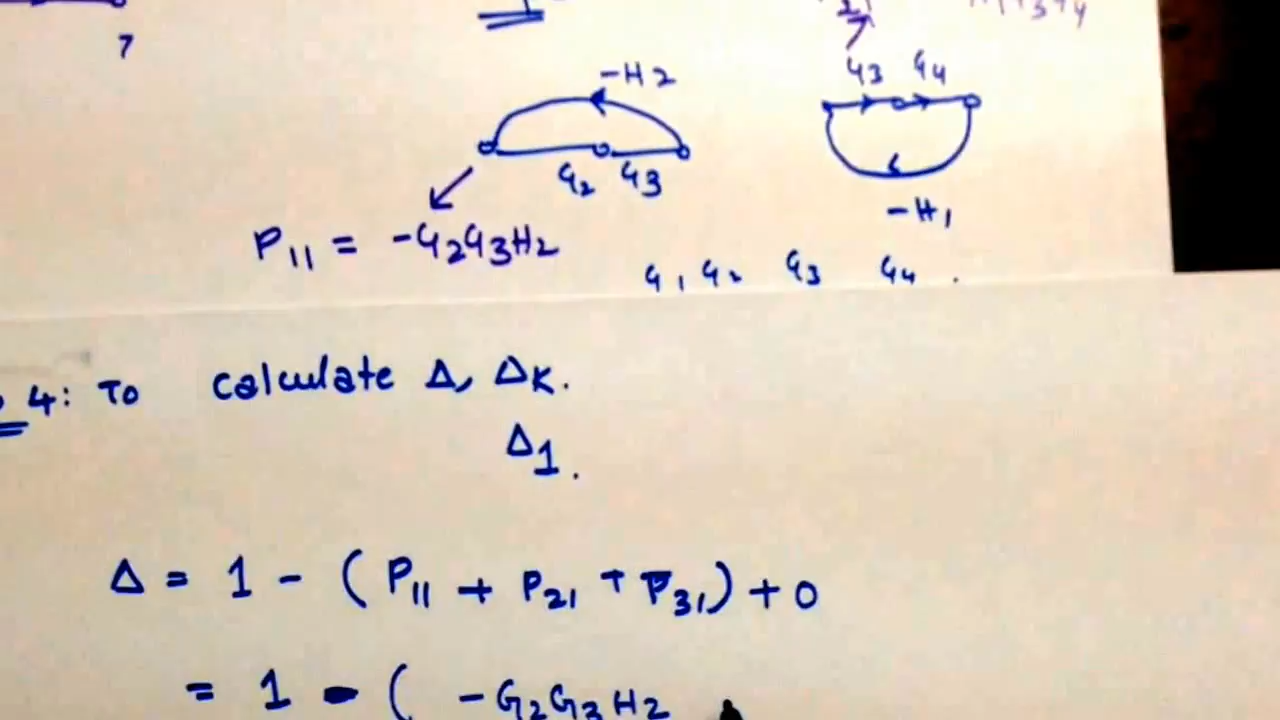 7
-H2
G3 G4
G2 G3
-H1
P11 = -G2G3H2
G1 G2 G3 G4 .
4: To calculate Δ, ΔK.
Δ1.
Δ = 1 - ( P11 + P21 + P31 ) + 0
= 1 - ( -G2G3H2